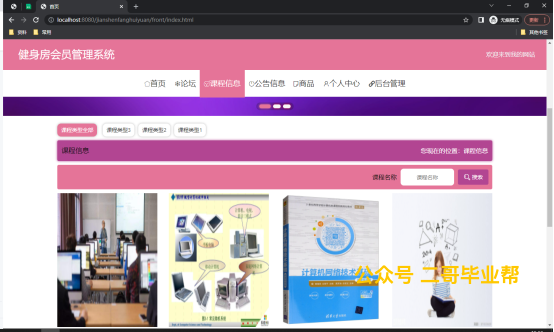 首页
localhost:8080/jianshenfanghuiyuan/front/index.html
无痕模式
更新
资料
常用
其他书签
健身房会员管理系统
欢迎来到我的网站
首页
论坛
课程信息
公告信息
商品
个人中心
后台管理
课程类型全部
课程类型3
课程类型2
课程类型1
课程信息
您现在的位置：课程信息
课程名称
课程名称
搜索
计算机网络技术
公众号 二哥毕业帮